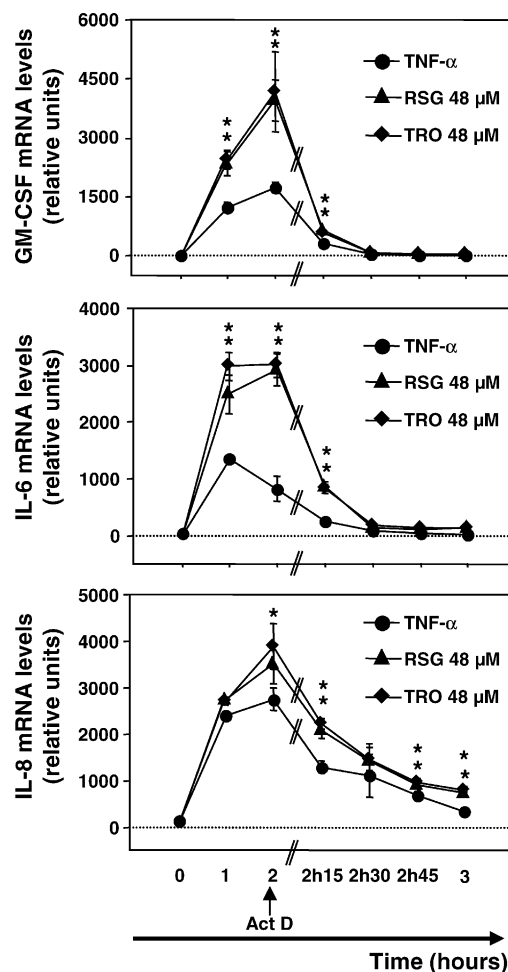 GM-CSF mRNA levels
(relative units)
6000
4500
3000
1500
0
TNF-α
RSG 48 µM
TRO 48 µM
* *
* *
* *
IL-6 mRNA levels
(relative units)
4000
3000
2000
1000
0
TNF-α
RSG 48 µM
TRO 48 µM
* *
* *
* *
IL-8 mRNA levels
(relative units)
5000
4000
3000
2000
1000
0
TNF-α
RSG 48 µM
TRO 48 µM
*
* *
* *
* *
0 1 2 2h15 2h30 2h45 3
Act D
Time (hours)